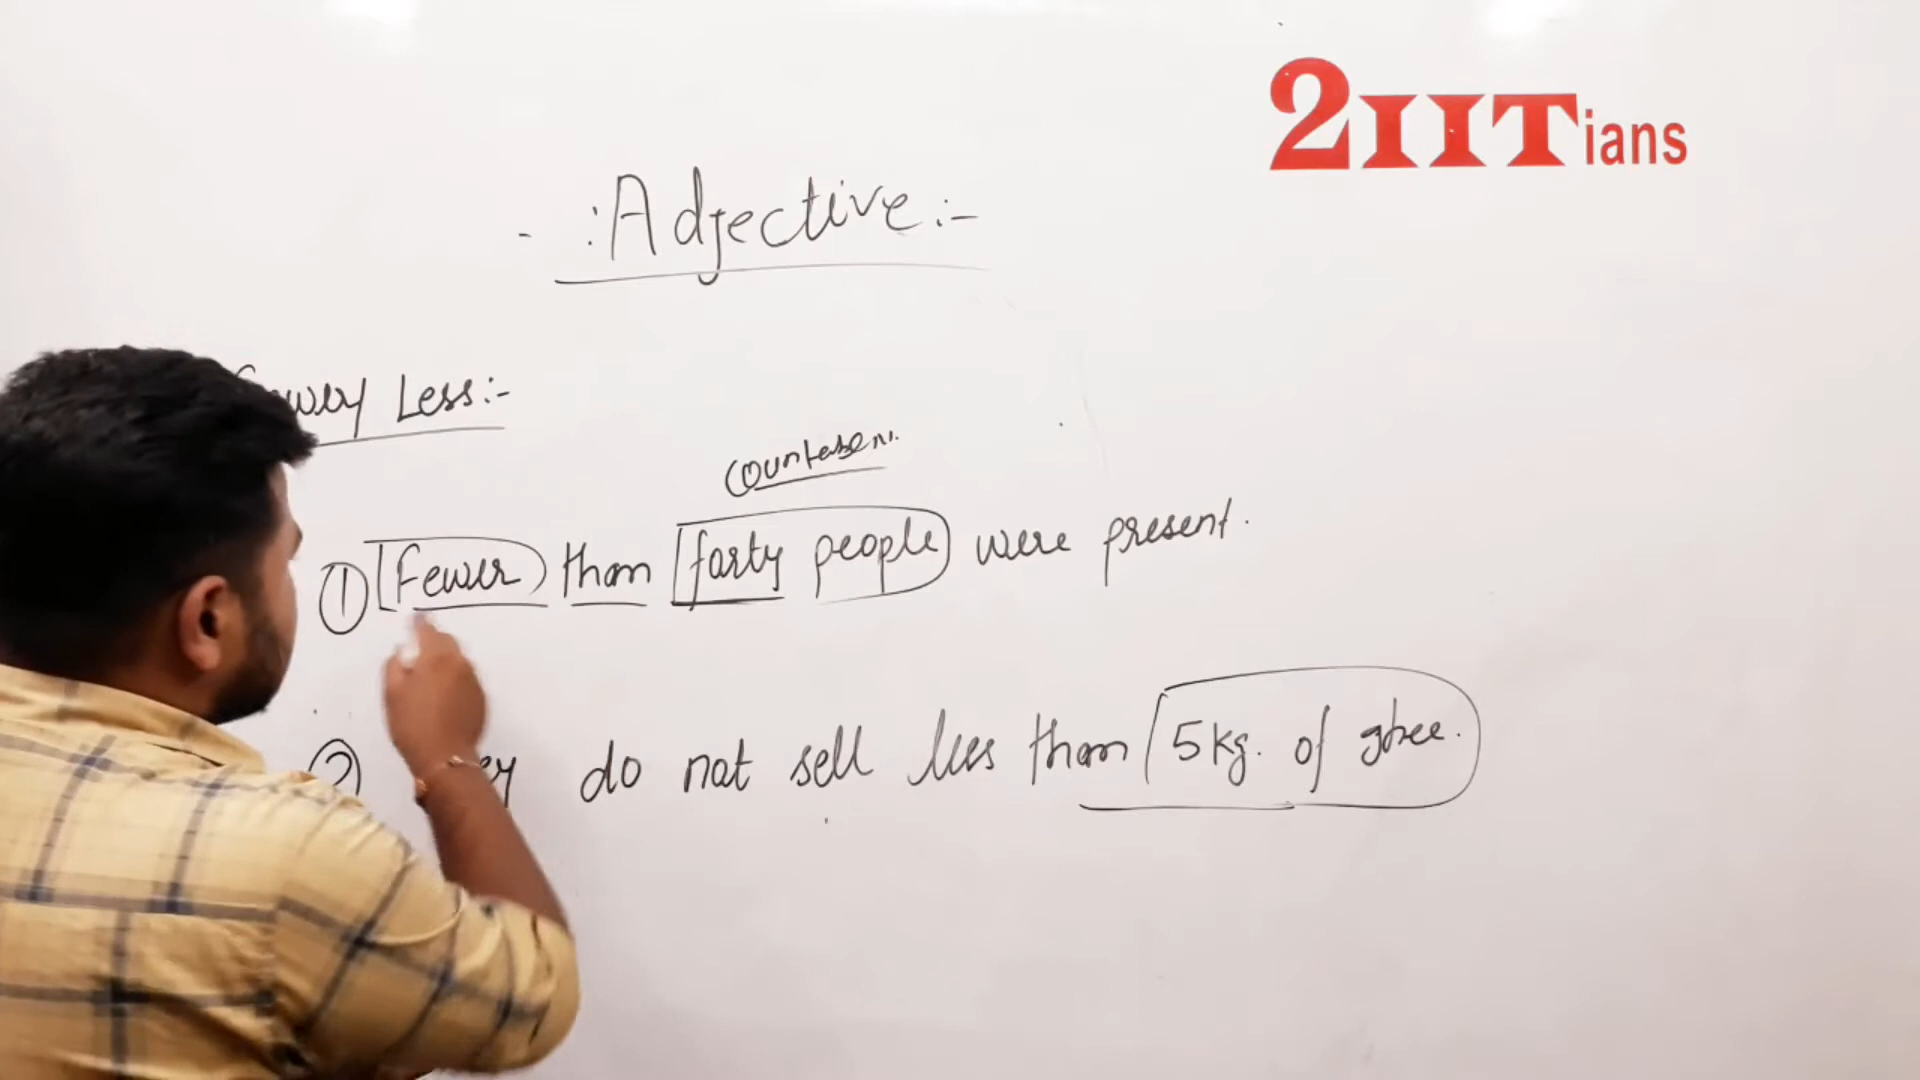 2IITians
:Adjective:-
Less:-
① Fewer than forty people were present.
② do not sell less than 5kg. of ghee.